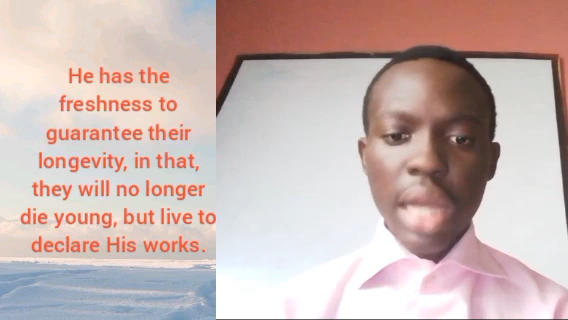 He has the
freshness to
guarantee their
longevity, in that,
they will no longer
die young, but live to
declare His works.